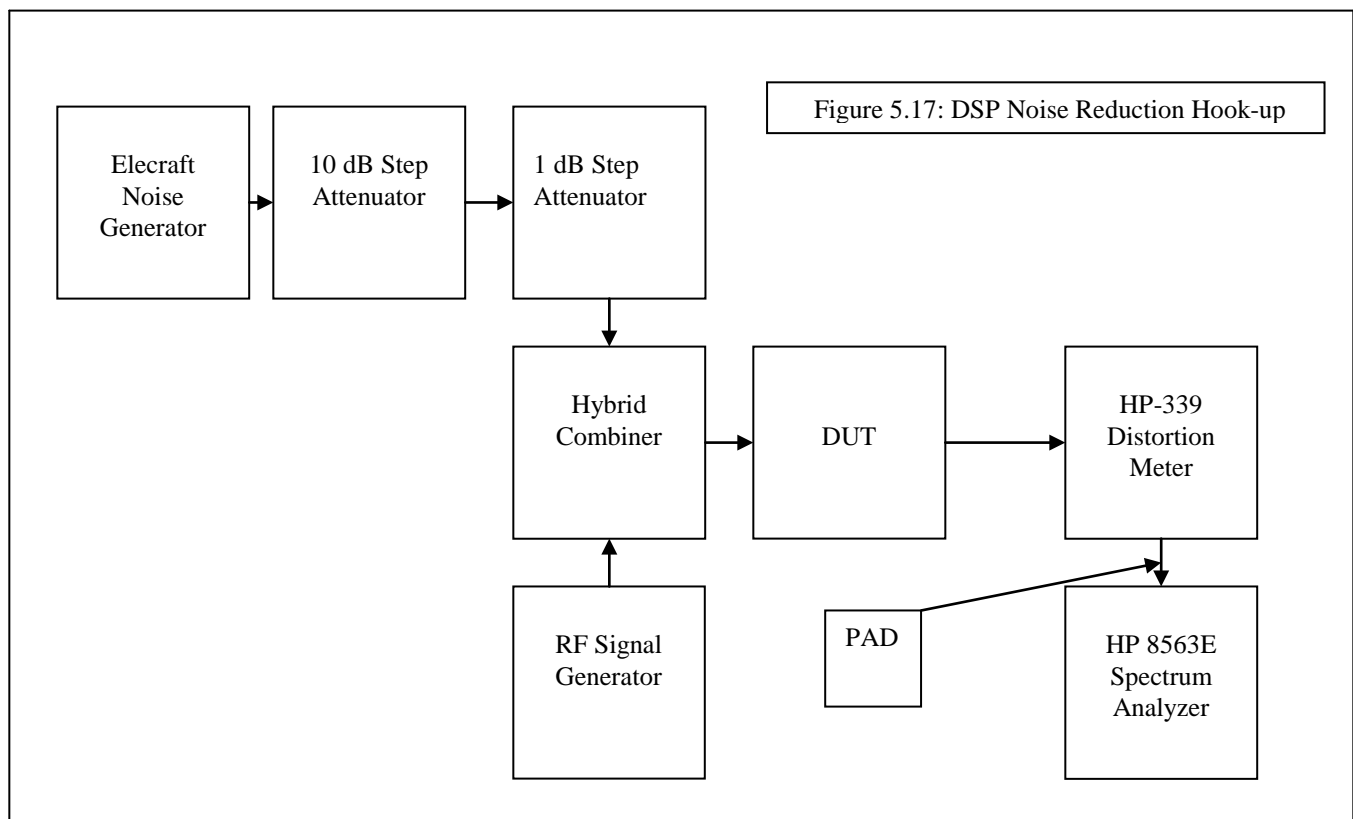 Figure 5.17: DSP Noise Reduction Hook-up
Elecraft
Noise
Generator
10 dB Step
Attenuator
1 dB Step
Attenuator
Hybrid
Combiner
DUT
HP-339
Distortion
Meter
RF Signal
Generator
PAD
HP 8563E
Spectrum
Analyzer